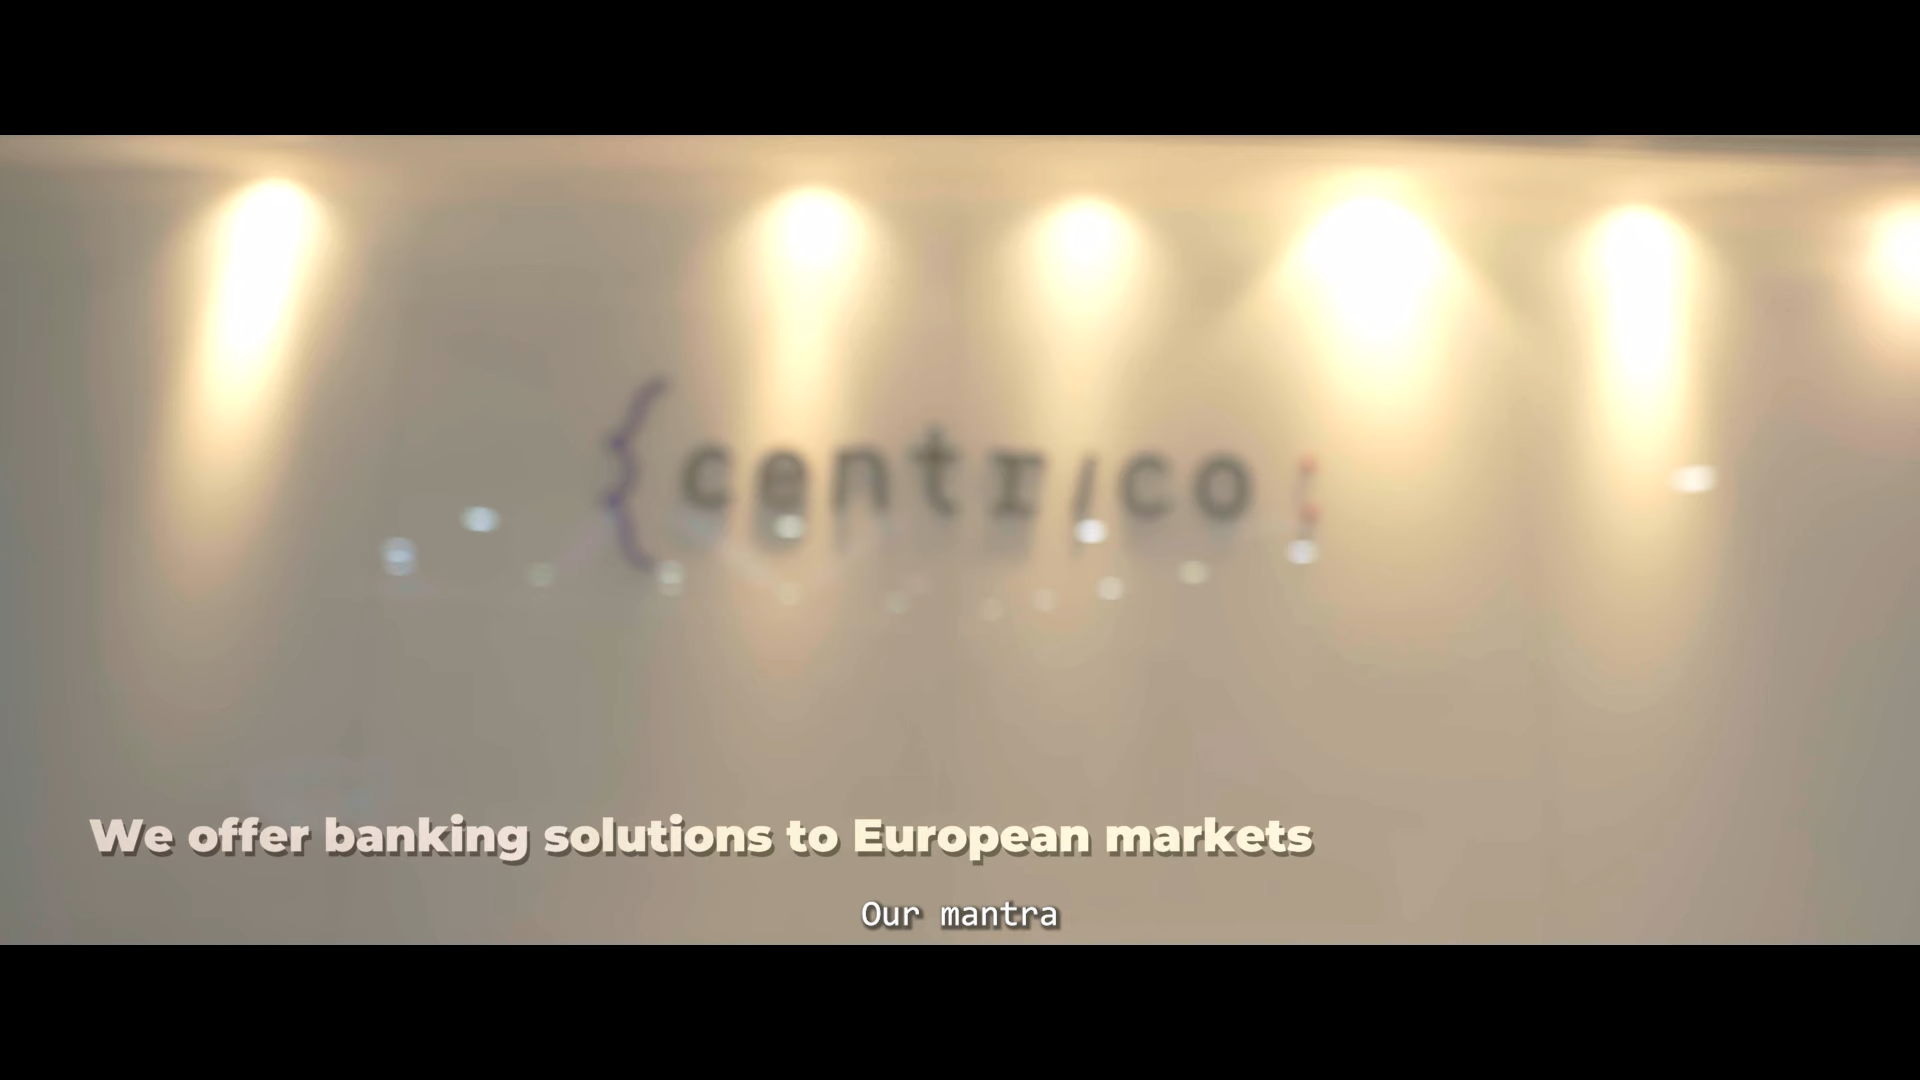 {centrico;
We offer banking solutions to European markets
Our mantra